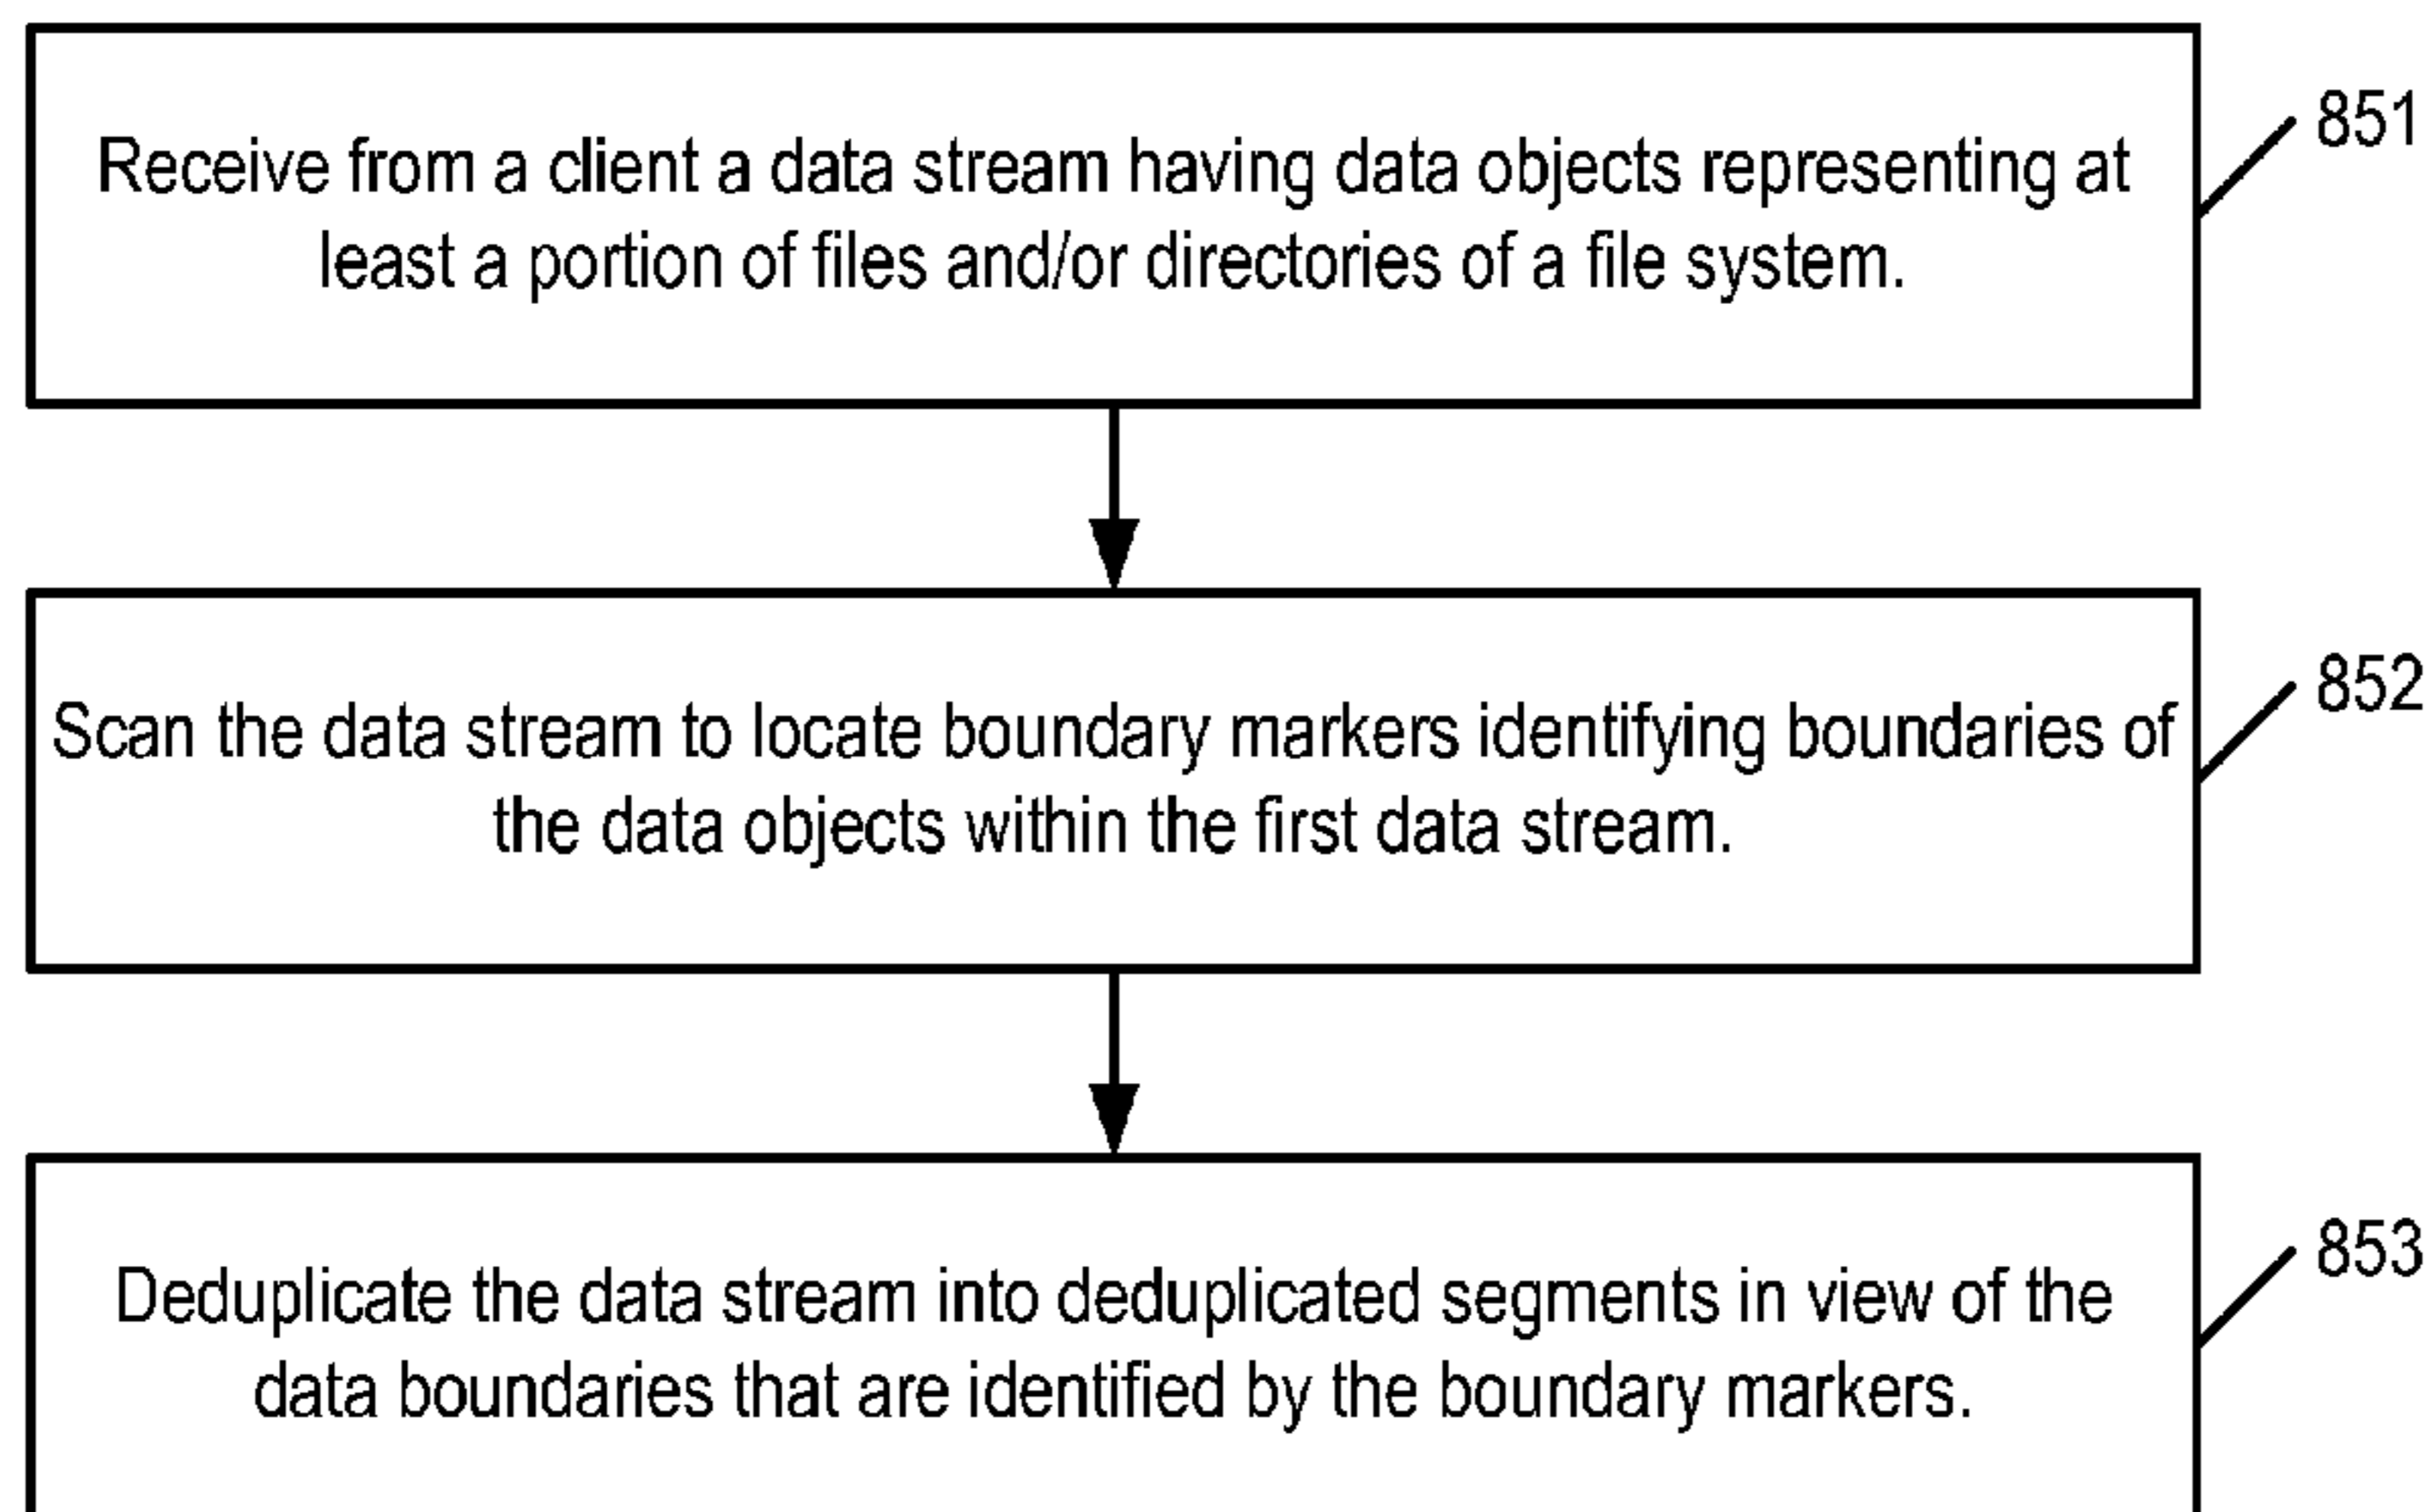 851
Receive from a client a data stream having data objects representing at
least a portion of files and/or directories of a file system.
852
Scan the data stream to locate boundary markers identifying boundaries of
the data objects within the first data stream.
853
Deduplicate the data stream into deduplicated segments in view of the
data boundaries that are identified by the boundary markers.